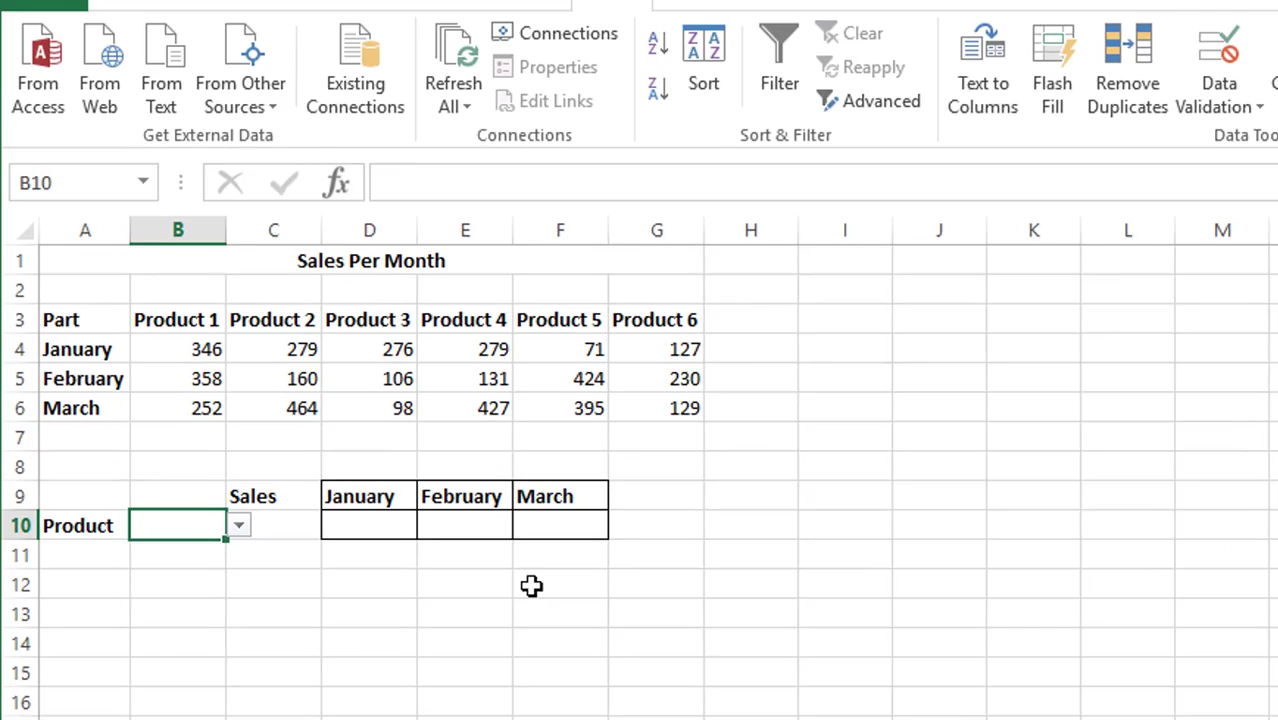 From Access
From Web
From Text
From Other Sources
Get External Data
Existing Connections
Refresh All
Connections
Properties
Edit Links
Connections
A Z
Z A
Z A A Z
Sort
Filter
Clear
Reapply
Advanced
Sort & Filter
Text to Columns
Flash Fill
Remove Duplicates
Data Validation
Data Too
B10
fx
A B C D E F G H I J K L M
1 Sales Per Month
2
3 Part Product 1 Product 2 Product 3 Product 4 Product 5 Product 6
4 January 346 279 276 279 71 127
5 February 358 160 106 131 424 230
6 March 252 464 98 427 395 129
7
8
9 Sales January February March
10 Product
11
12
13
14
15
16